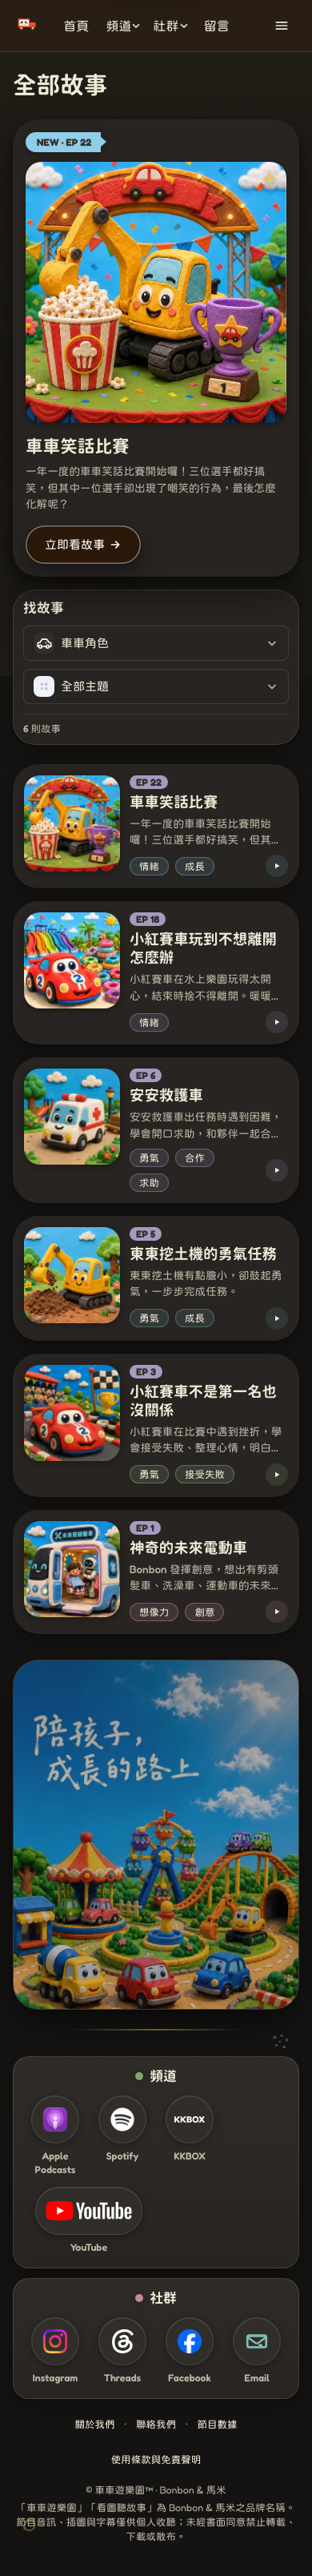 首頁 頻道 社群 留言
全部故事
NEW · EP 22
1
車車笑話比賽
一年一度的車車笑話比賽開始囉！三位選手都好搞
笑，但其中一位選手卻出現了嘲笑的行為，最後怎麼
化解呢？
立即看故事 →
找故事
車車角色
全部主題
6 則故事
EP 22
車車笑話比賽
一年一度的車車笑話比賽開始
囉！三位選手都好搞笑，但其...
情緒 成長
EP 18
小紅賽車玩到不想離開
怎麼辦
小紅賽車在水上樂園玩得太開
心，結束時捨不得離開。暖暖...
情緒
2
EP 6
安安救護車
安安救護車出任務時遇到困難，
學會開口求助，和夥伴一起合...
勇氣 合作
求助
EP 5
東東挖土機的勇氣任務
東東挖土機有點膽小，卻鼓起勇
氣，一步步完成任務。
勇氣 成長
EP 3
小紅賽車不是第一名也
沒關係
小紅賽車在比賽中遇到挫折，學
會接受失敗、整理心情，明白...
勇氣 接受失敗
2
EP 1
神奇的未來電動車
Bonbon 發揮創意，想出有剪頭
髮車、洗澡車、運動車的未來...
想像力 創意
陪孩子，
成長的路上
頻道
KKBOX
Apple
Podcasts
Spotify
KKBOX
YouTube
YouTube
社群
Instagram Threads Facebook Email
關於我們 · 聯絡我們 · 節目數據
使用條款與免責聲明
© 車車遊樂園™ · Bonbon & 馬米
「車車遊樂園」「看圖聽故事」為 Bonbon & 馬米之品牌名稱。
節目音訊、插圖與字幕僅供個人收聽；未經書面同意禁止轉載、
下載或散布。